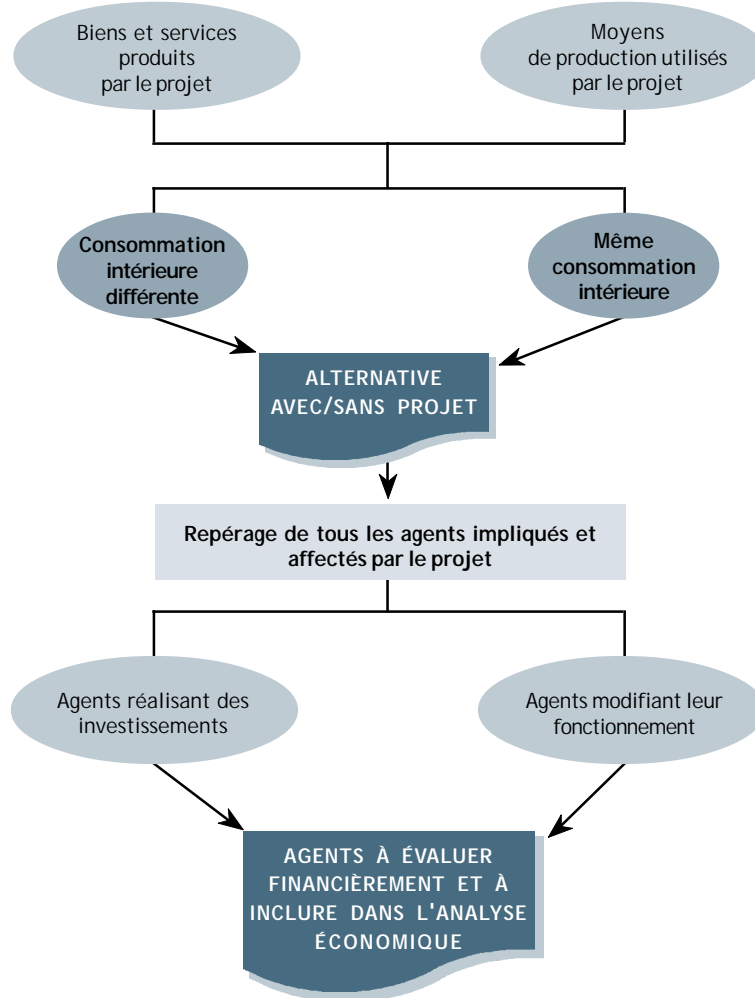 Biens et services
produits
par le projet
Moyens
de production utilisés
par le projet
Consommation
intérieure
différente
Même
consommation
intérieure
ALTERNATIVE
AVEC/SANS PROJET
Repérage de tous les agents impliqués et
affectés par le projet
Agents réalisant des
investissements
Agents modifiant leur
fonctionnement
AGENTS À ÉVALUER
FINANCIÈREMENT ET À
INCLURE DANS L'ANALYSE
ÉCONOMIQUE